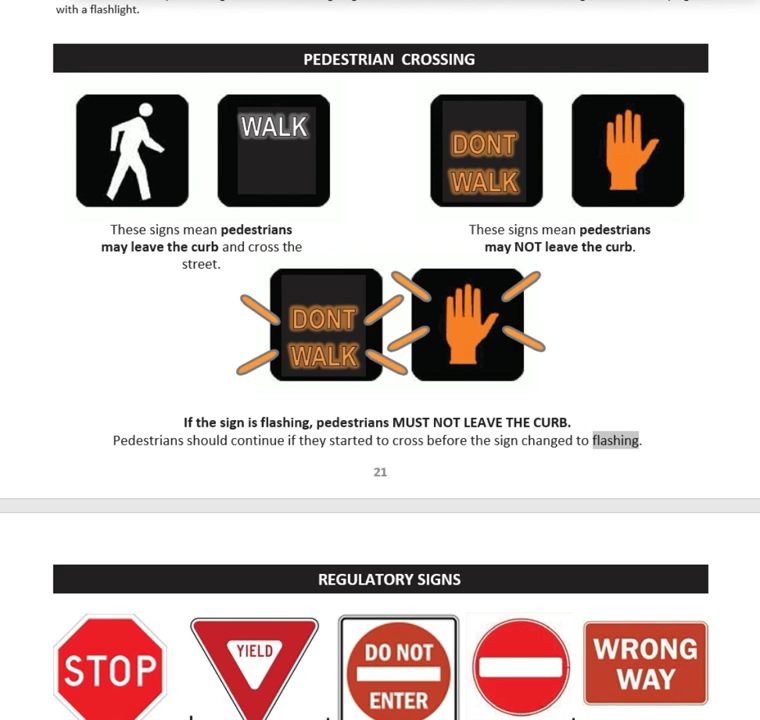 with a flashlight.
PEDESTRIAN CROSSING
WALK
DONT
WALK
These signs mean pedestrians
may leave the curb and cross the
street.
These signs mean pedestrians
may NOT leave the curb.
DONT
WALK
If the sign is flashing, pedestrians MUST NOT LEAVE THE CURB.
Pedestrians should continue if they started to cross before the sign changed to flashing.
21
REGULATORY SIGNS
STOP
YIELD
DO NOT
ENTER
WRONG
WAY